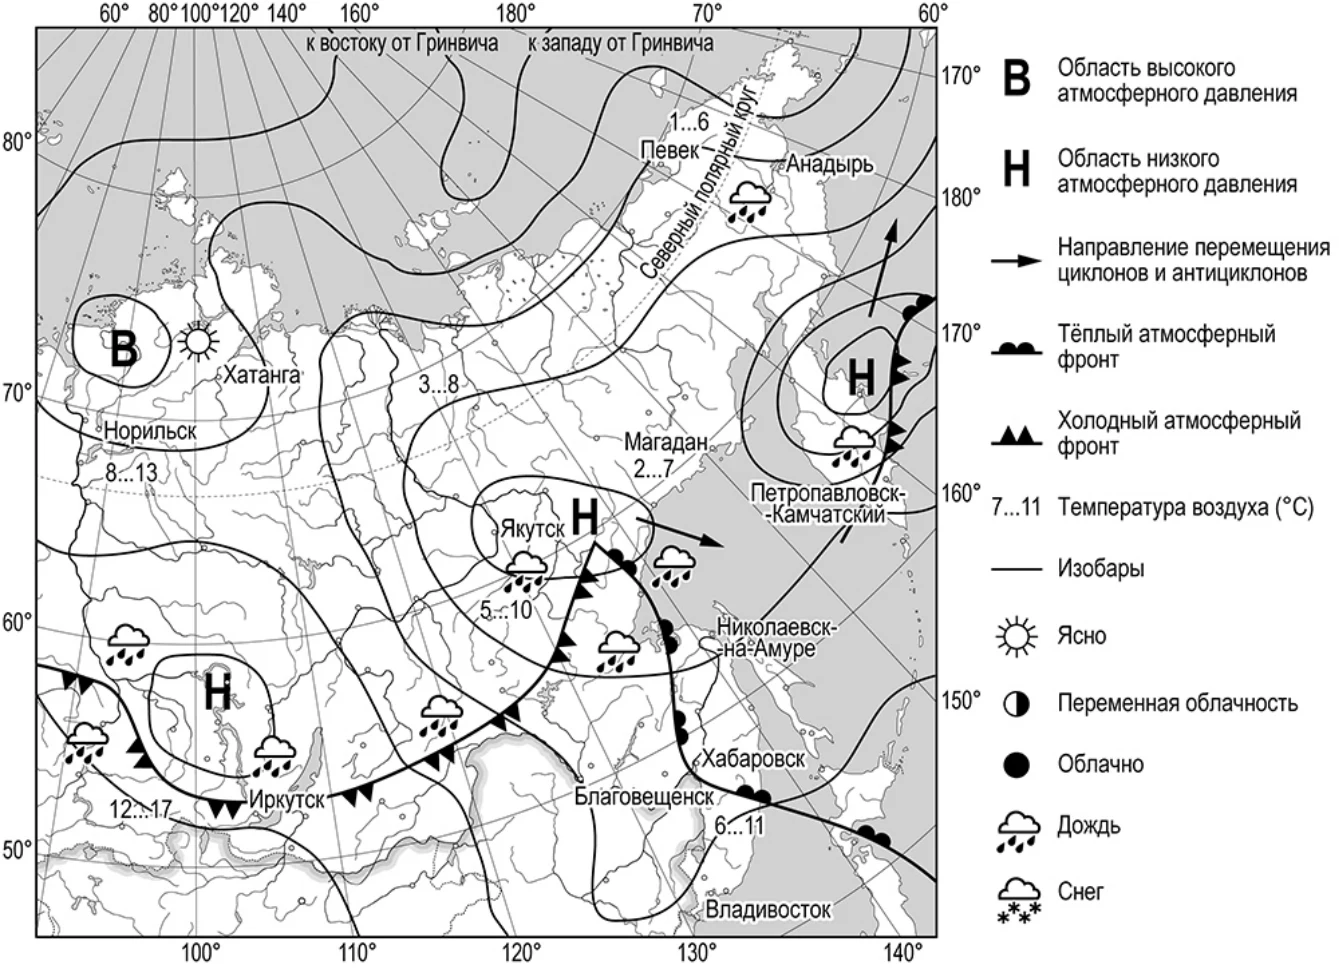 60° 80° 100° 120° 140° 160° 180° 70° 60°
к востоку от Гринвича к западу от Гринвича
170°
80°
1...6
Певек
Северный полярный круг
Анадырь
180°
170°
В
Н
Хатанга
70°
3...8
Норильск
8...13
Магадан
2...7
Петропавловск-
-Камчатский
160°
Якутск Н
5...10
60°
Николаевск-
-на-Амуре
Н
150°
Хабаровск
Иркутск
Благовещенск
12...17
6...11
50°
Владивосток
100° 110° 120° 130° 140°
В Область высокого
атмосферного давления
Н Область низкого
атмосферного давления
Направление перемещения
циклонов и антициклонов
Тёплый атмосферный
фронт
Холодный атмосферный
фронт
7...11 Температура воздуха (°С)
Изобары
Ясно
Переменная облачность
Облачно
Дождь
Снег